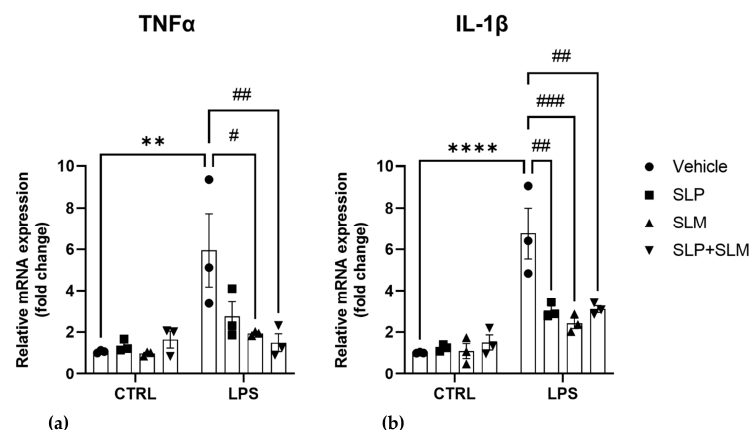 TNFα
IL-1β
##
##
###
#
**
****
##
Relative mRNA expression
(fold change)
10
8
6
4
2
0
CTRL
LPS
Relative mRNA expression
(fold change)
10
8
6
4
2
0
CTRL
LPS
Vehicle
SLP
SLM
SLP+SLM
(a)
(b)